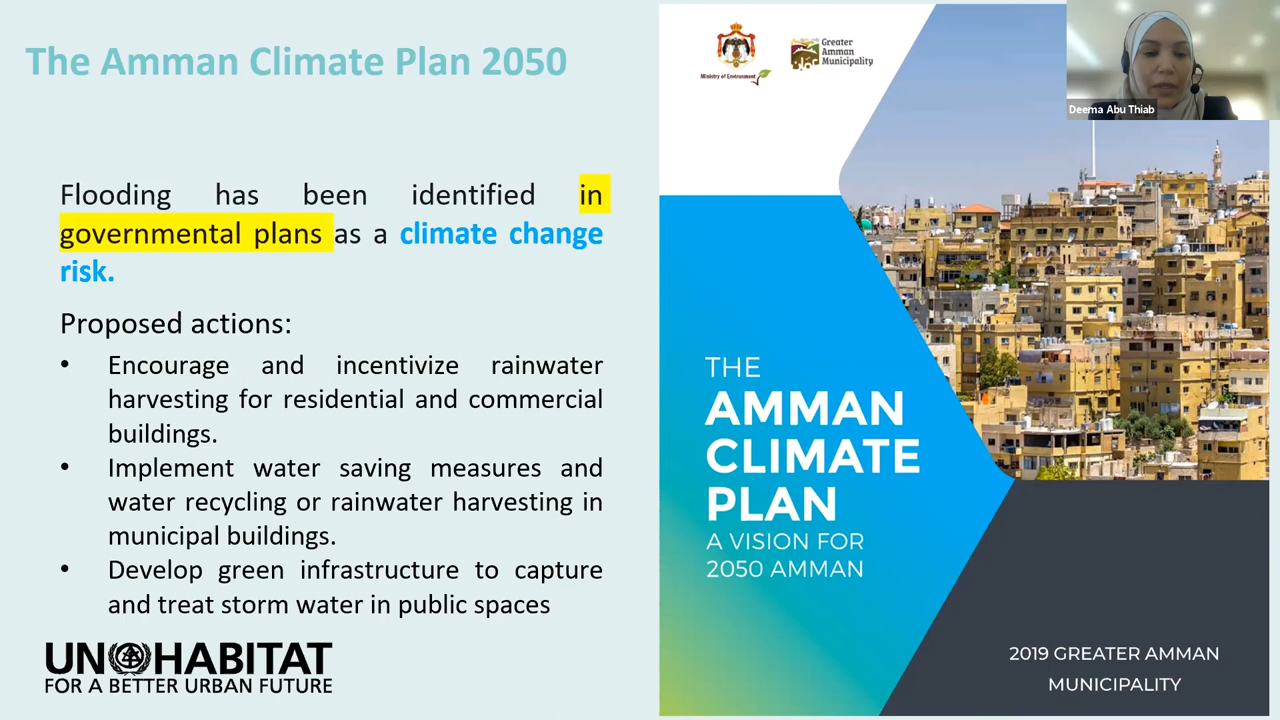 The Amman Climate Plan 2050
Flooding has been identified in
governmental plans as a climate change
risk.
Proposed actions:
• Encourage and incentivize rainwater
harvesting for residential and commercial
buildings.
• Implement water saving measures and
water recycling or rainwater harvesting in
municipal buildings.
• Develop green infrastructure to capture
and treat storm water in public spaces
UN HABITAT
FOR A BETTER URBAN FUTURE
Ministry of Environment
Greater
Amman
Municipality
Deema Abu Thiab
THE
AMMAN
CLIMATE
PLAN
A VISION FOR
2050 AMMAN
2019 GREATER AMMAN
MUNICIPALITY